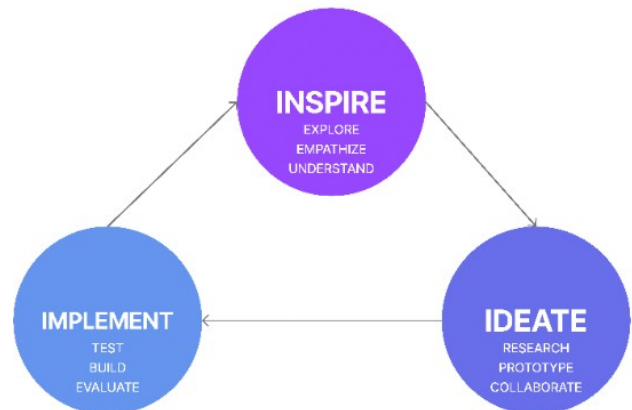 INSPIRE
EXPLORE
EMPATHIZE
UNDERSTAND
IMPLEMENT
TEST
BUILD
EVALUATE
IDEATE
RESEARCH
PROTOTYPE
COLLABORATE